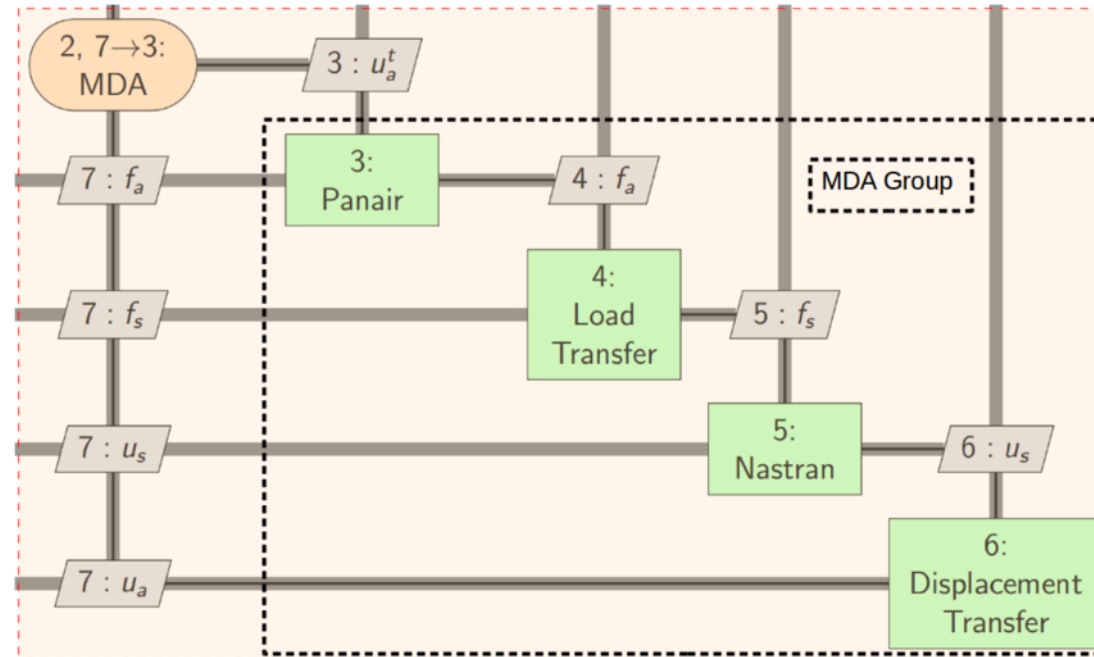 2, 7→3:
MDA
3 : u_a^t
7 : f_a
3:
Panair
4 : f_a
MDA Group
7 : f_s
4:
Load
Transfer
5 : f_s
7 : u_s
5:
Nastran
6 : u_s
7 : u_a
6:
Displacement
Transfer